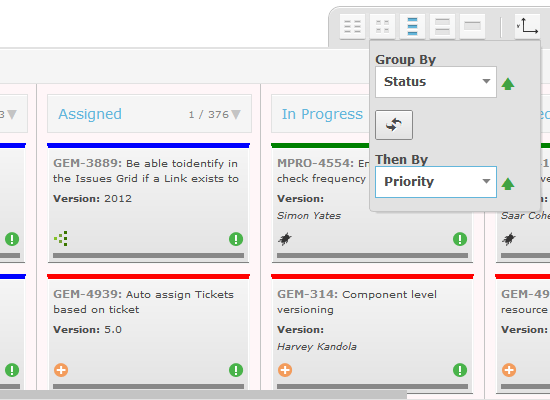 Group By
Status
Then By
Priority
3
Assigned
1 / 376
In Progress
GEM-3889: Be able toidentify in
the Issues Grid if a Link exists to
Version: 2012
MPRO-4554:
check frequency
Version:
Simon Yates
Saar Cohe
GEM-4939: Auto assign Tickets
based on ticket
Version: 5.0
GEM-314: Component level
versioning
Version:
Harvey Kandola
GEM-49
resource
Version: